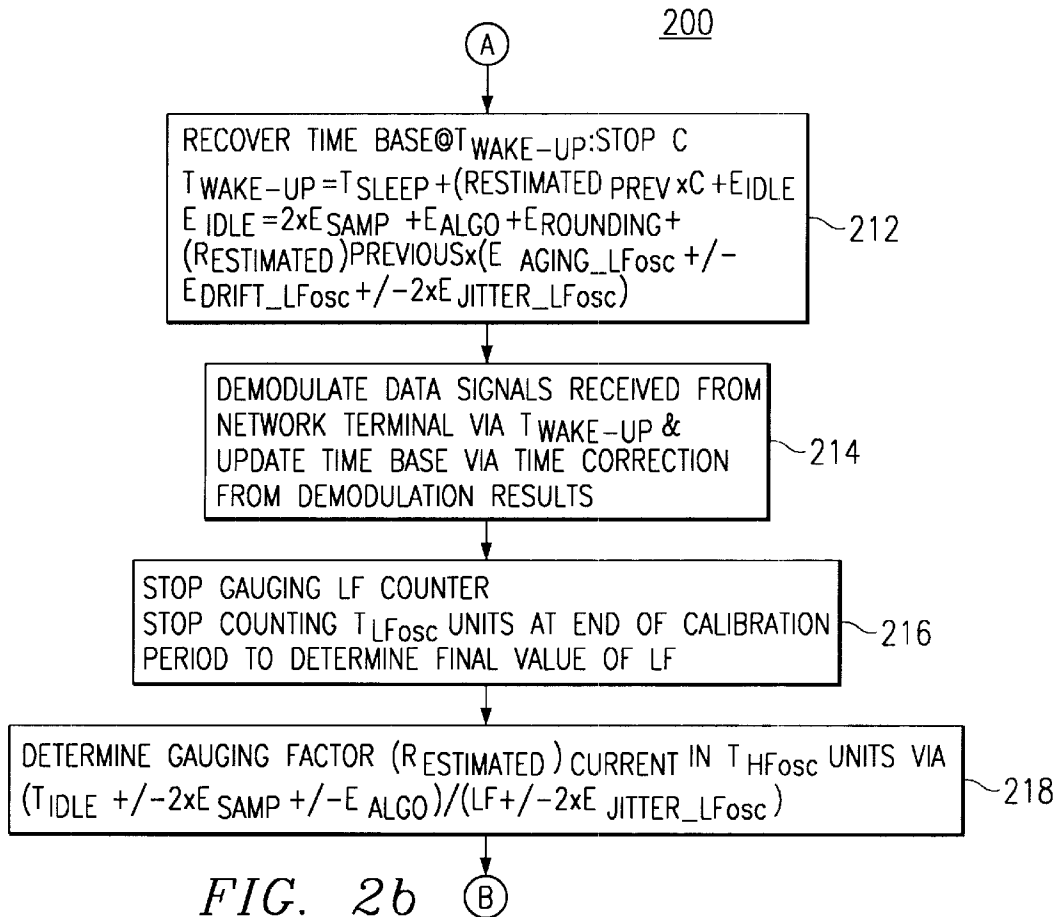 200
A
RECOVER TIME BASE@TWAKE-UP:STOP C
TWAKE-UP=TSLEEP+(RESTIMATED PREV xC +EIDLE
E IDLE=2xESAMP +EALGO+EROUNDING+
(RESTIMATED)PREVIOUSx(E AGING_LFosc +/-
EDRIFT_LFosc +/-2xEJITTER_LFosc)
212
DEMODULATE DATA SIGNALS RECEIVED FROM
NETWORK TERMINAL VIA TWAKE-UP &
UPDATE TIME BASE VIA TIME CORRECTION
FROM DEMODULATION RESULTS
214
STOP GAUGING LF COUNTER
STOP COUNTING TLFosc UNITS AT END OF CALIBRATION
PERIOD TO DETERMINE FINAL VALUE OF LF
216
DETERMINE GAUGING FACTOR (RESTIMATED)CURRENT IN THFosc UNITS VIA
(TIDLE +/-2xESAMP +/-EALGO)/(LF+/-2xEJITTER_LFosc)
218
FIG. 2b
B